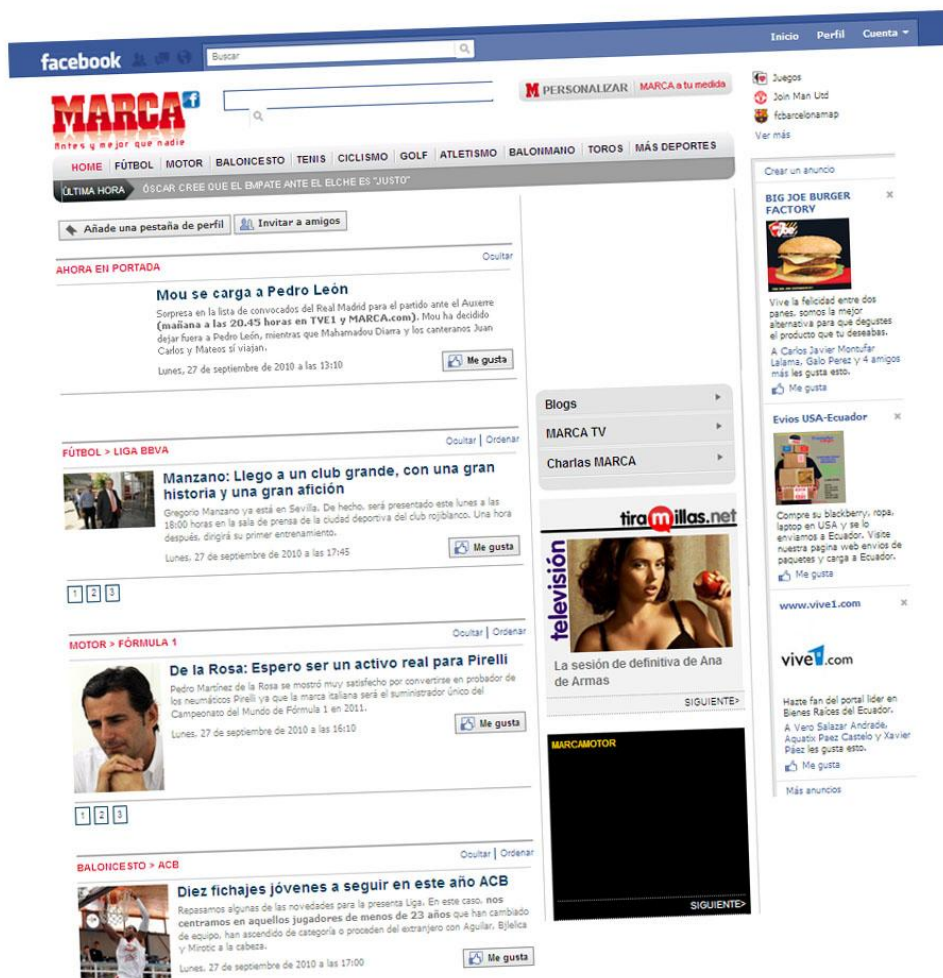 facebook
Buscar
Inicio Perfil Cuenta
MARCA
Antes y mejor que nadie
M PERSONALIZAR MARCA a tu medida
HOME FÚTBOL MOTOR BALONCESTO TENIS CICLISMO GOLF ATLETISMO BALONMANO TOROS MÁS DEPORTES
ÚLTIMA HORA ÓSCAR CREE QUE EL EMPATE ANTE EL ELCHE ES "JUSTO"
Añade una pestaña de perfil Invitar a amigos
AHORA EN PORTADA Ocultar
Mou se carga a Pedro León
Sorpresa en la lista de convocados del Real Madrid para el partido ante el Auxerre
(mañana a las 20.45 horas en TVE1 y MARCA.com). Mou ha decidido
dejar fuera a Pedro León, mientras que Mahamadou Diarra y los canteranos Juan
Carlos y Mateos sí viajan.
Lunes, 27 de septiembre de 2010 a las 13:10
Me gusta
FÚTBOL > LIGA BBVA Ocultar Ordenar
Manzano: Llego a un club grande, con una gran
historia y una gran afición
Gregorio Manzano ya está en Sevilla. De hecho, será presentado este lunes a las
18:00 horas en la sala de prensa de la ciudad deportiva del club rojiblanco. Una hora
después, dirigirá su primer entrenamiento.
Lunes, 27 de septiembre de 2010 a las 17:45
Me gusta
1 2 3
MOTOR > FÓRMULA 1 Ocultar Ordenar
De la Rosa: Espero ser un activo real para Pirelli
Pedro Martínez de la Rosa se mostró muy satisfecho por convertirse en probador de
los neumáticos Pirelli ya que la marca italiana será el suministrador único del
Campeonato del Mundo de Fórmula 1 en 2011.
Lunes, 27 de septiembre de 2010 a las 16:10
Me gusta
1 2 3
BALONCESTO > ACB Ocultar Ordenar
Diez fichajes jóvenes a seguir en este año ACB
Repasamos algunas de las novedades para la presenta Liga. En este caso, nos
centramos en aquellos jugadores de menos de 23 años que han cambiado
de equipo, han ascendido de categoría o proceden del extranjero con Aguilar, Bjlelica
y Mirotic a la cabeza.
Lunes, 27 de septiembre de 2010 a las 17:00
Me gusta
Blogs
MARCA TV
Charlas MARCA
tiramillas.net
televisión
La sesión de definitiva de Ana
de Armas
SIGUIENTE>
MARCAMOTOR
SIGUIENTE>
Juegos
Join Man Utd
fcbarcelonamap
Ver más
Crear un anuncio
BIG JOE BURGER
FACTORY
Vive la felicidad entre dos
panes, somos la mejor
alternativa para que degustes
el producto que tu deseabas.
A Carlos Javier Montufar
Lalama, Galo Perez y 4 amigos
más les gusta esto.
Me gusta
Evios USA-Ecuador
Compre su blackberry, ropa,
laptop en USA y se lo
enviamos a Ecuador. Visite
nuestra pagina web envios de
paquetes y carga a Ecuador.
Me gusta
www.vive1.com
vive1.com
Hazte fan del portal líder en
Bienes Raíces del Ecuador.
A Vero Salazar Andrade,
Aquatix Paez Castelo y Xavier
Páez les gusta esto.
Me gusta
Más anuncios